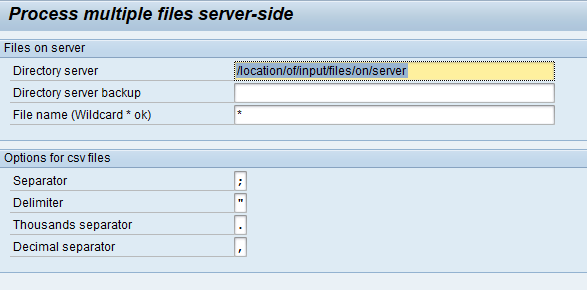 Process multiple files server-side
Files on server
Directory server /location/of/input/files/on/server
Directory server backup
File name (Wildcard * ok) *
Options for csv files
Separator ;
Delimiter "
Thousands separator .
Decimal separator ,